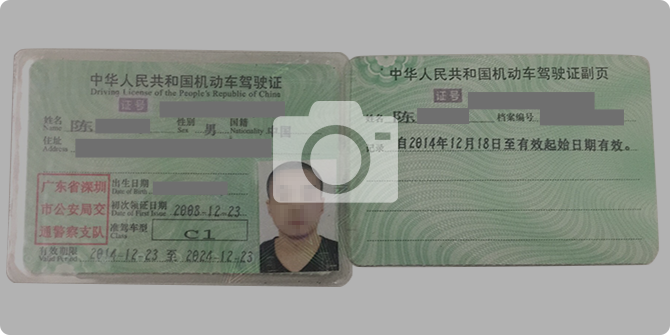 中华人民共和国机动车驾驶证
Driving License of the People's Republic of China
证号
姓名 陈 性别 男 国籍 中国
Name Sex Nationality
住址
Address
广东省深圳
市公安局交
通警察支队
出生日期
Date of Birth
初次领证日期 2003-12-23
Date of First Issue
准驾车型 C1
Class
有效期限 2014-12-23 至 2024-12-23
Valid Period
中华人民共和国机动车驾驶证副页
证号
姓名 陈 档案编号
记录 自2014年12月18日至有效起始日期有效。